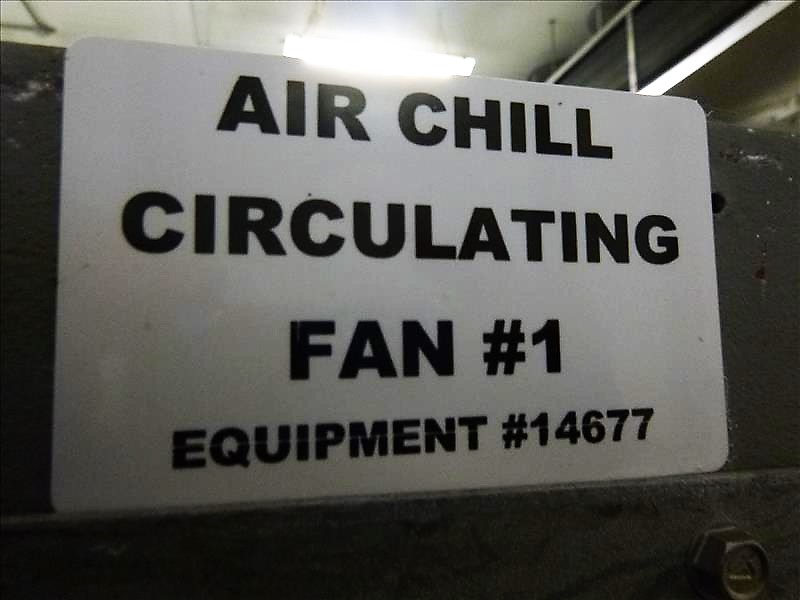 AIR CHILL
CIRCULATING
FAN #1
EQUIPMENT #14677